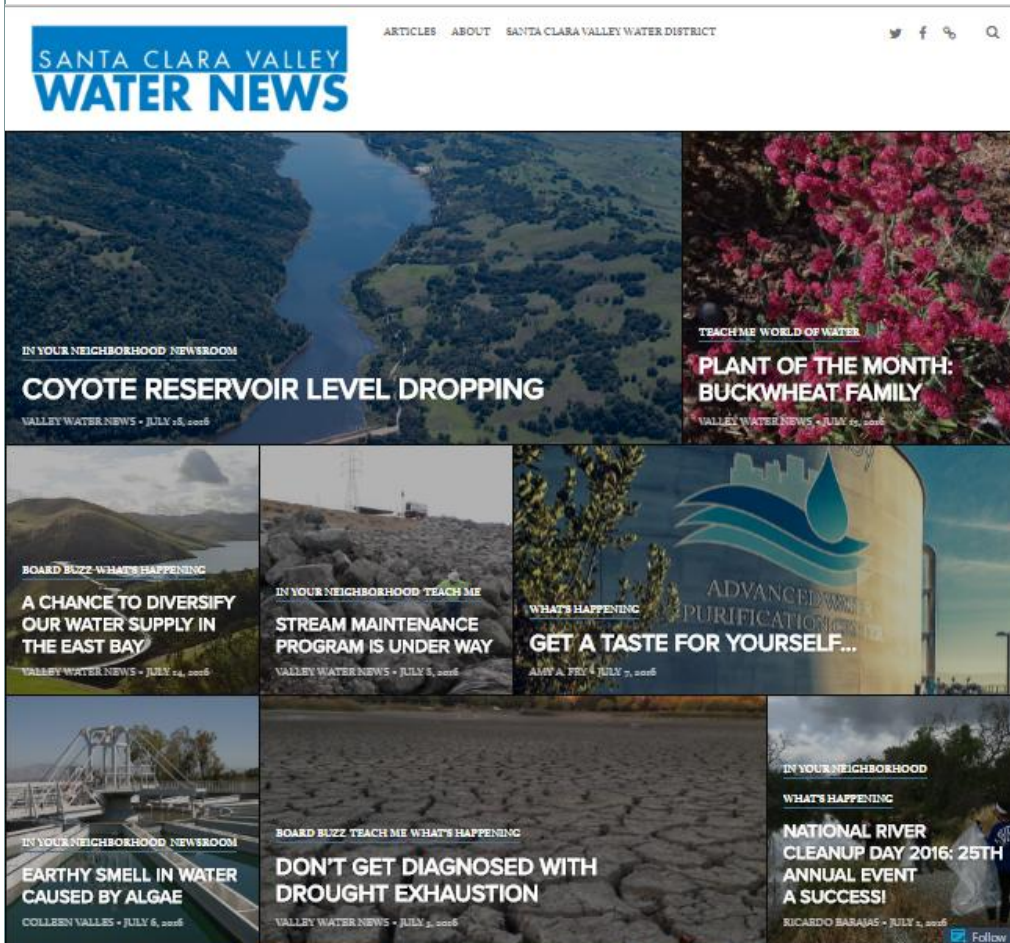 ARTICLES ABOUT SANTA CLARA VALLEY WATER DISTRICT
SANTA CLARA VALLEY
WATER NEWS
IN YOUR NEIGHBORHOOD NEWSROOM
COYOTE RESERVOIR LEVEL DROPPING
VALLEY WATER NEWS • JULY 18, 2016
TEACH ME WORLD OF WATER
PLANT OF THE MONTH:
BUCKWHEAT FAMILY
VALLEY WATER NEWS • JULY 15, 2016
BOARD BUZZ WHAT'S HAPPENING
A CHANCE TO DIVERSIFY
OUR WATER SUPPLY IN
THE EAST BAY
VALLEY WATER NEWS • JULY 14, 2016
IN YOUR NEIGHBORHOOD TEACH ME
STREAM MAINTENANCE
PROGRAM IS UNDER WAY
VALLEY WATER NEWS • JULY 8, 2016
ADVANCED WATER
PURIFICATION
WHAT'S HAPPENING
GET A TASTE FOR YOURSELF...
AMY A. FRY • JULY 7, 2016
IN YOUR NEIGHBORHOOD NEWSROOM
EARTHY SMELL IN WATER
CAUSED BY ALGAE
COLLEEN VALLES • JULY 6, 2016
BOARD BUZZ TEACH ME WHAT'S HAPPENING
DON'T GET DIAGNOSED WITH
DROUGHT EXHAUSTION
VALLEY WATER NEWS • JULY 3, 2016
IN YOUR NEIGHBORHOOD
WHAT'S HAPPENING
NATIONAL RIVER
CLEANUP DAY 2016: 25TH
ANNUAL EVENT
A SUCCESS!
RICARDO BARAJAS • JULY 2, 2016
Follow